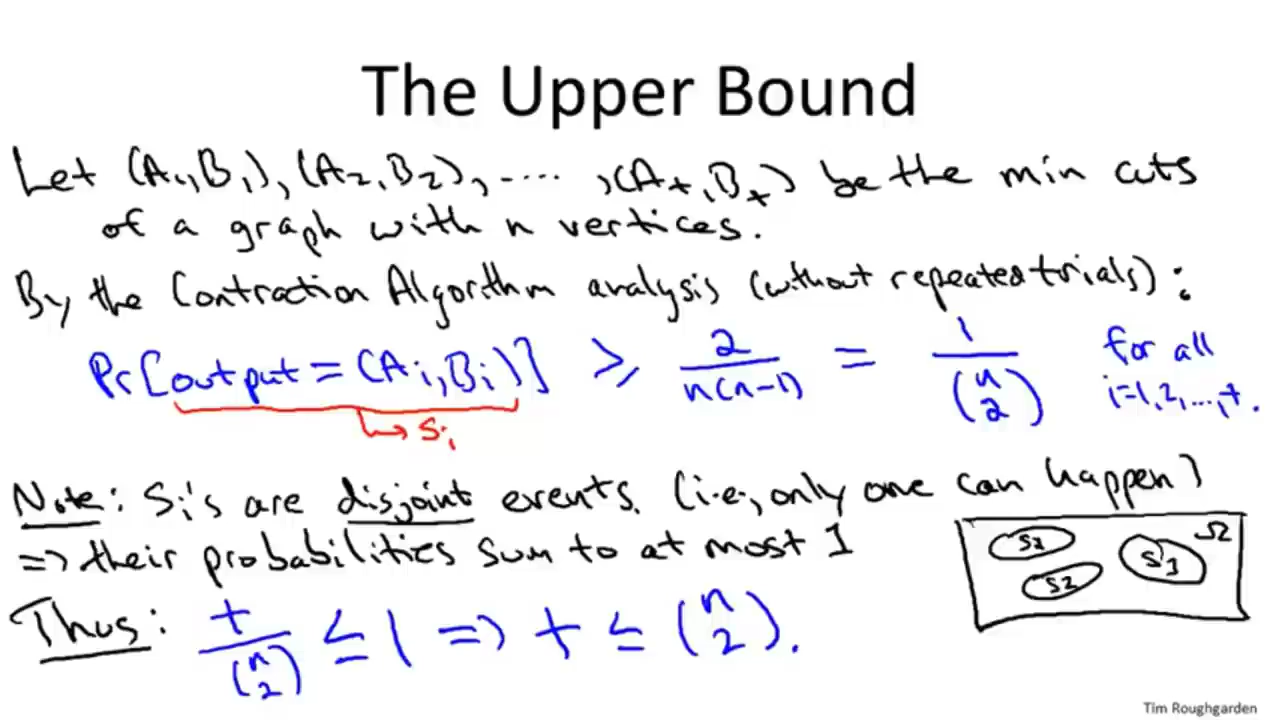 The Upper Bound
Let (A₁,B₁), (A₂,B₂), ...., (A_t,B_t) be the min cuts
of a graph with n vertices.
By the Contraction Algorithm analysis (without repeated trials):
Pr[output = (Aᵢ,Bᵢ)] ≥ 2/(n(n-1)) = 1/(n 2) for all
i=1,2,...,t.
↳ Sᵢ
Note: Sᵢ's are disjoint events. (i.e., only one can happen)
=> their probabilities sum to at most 1
S₂ S₁ Ω
S₂
Thus: t/(n 2) ≤ 1 => t ≤ (n 2).
Tim Roughgarden